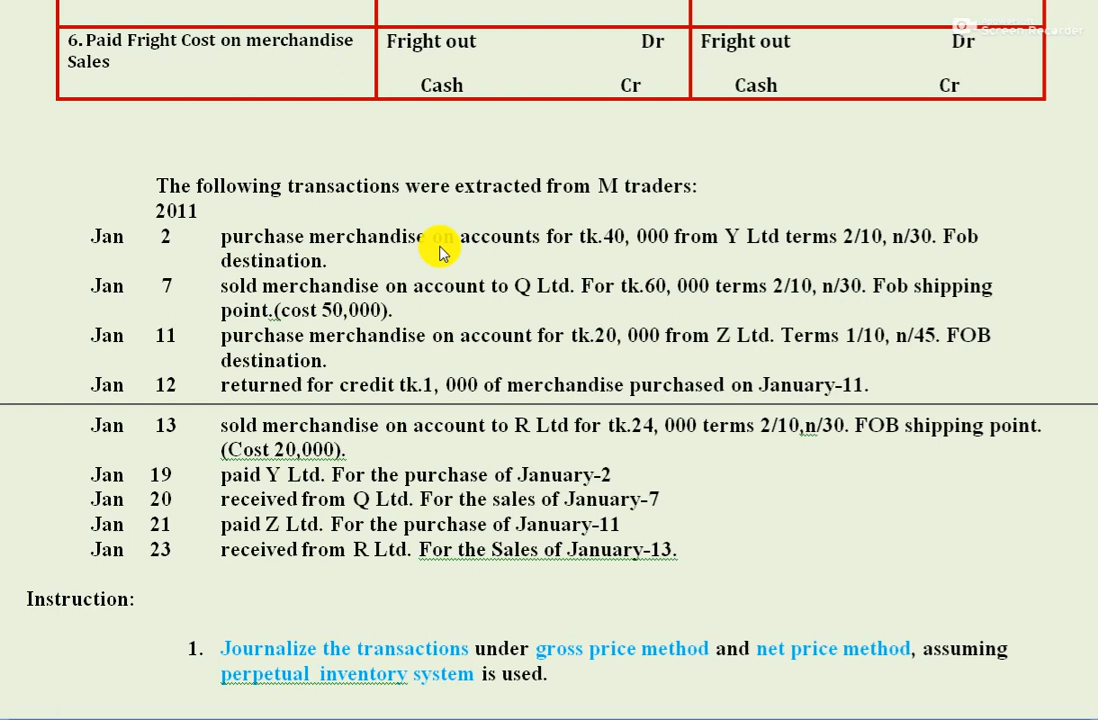 Screen Recorder
6. Paid Fright Cost on merchandise Sales
Fright out Dr
Cash Cr
Fright out Dr
Cash Cr
The following transactions were extracted from M traders:
2011
Jan 2 purchase merchandise on accounts for tk.40, 000 from Y Ltd terms 2/10, n/30. Fob
destination.
Jan 7 sold merchandise on account to Q Ltd. For tk.60, 000 terms 2/10, n/30. Fob shipping
point.(cost 50,000).
Jan 11 purchase merchandise on account for tk.20, 000 from Z Ltd. Terms 1/10, n/45. FOB
destination.
Jan 12 returned for credit tk.1, 000 of merchandise purchased on January-11.
Jan 13 sold merchandise on account to R Ltd for tk.24, 000 terms 2/10,n/30. FOB shipping point.
(Cost 20,000).
Jan 19 paid Y Ltd. For the purchase of January-2
Jan 20 received from Q Ltd. For the sales of January-7
Jan 21 paid Z Ltd. For the purchase of January-11
Jan 23 received from R Ltd. For the Sales of January-13.
Instruction:
1. Journalize the transactions under gross price method and net price method, assuming
perpetual inventory system is used.